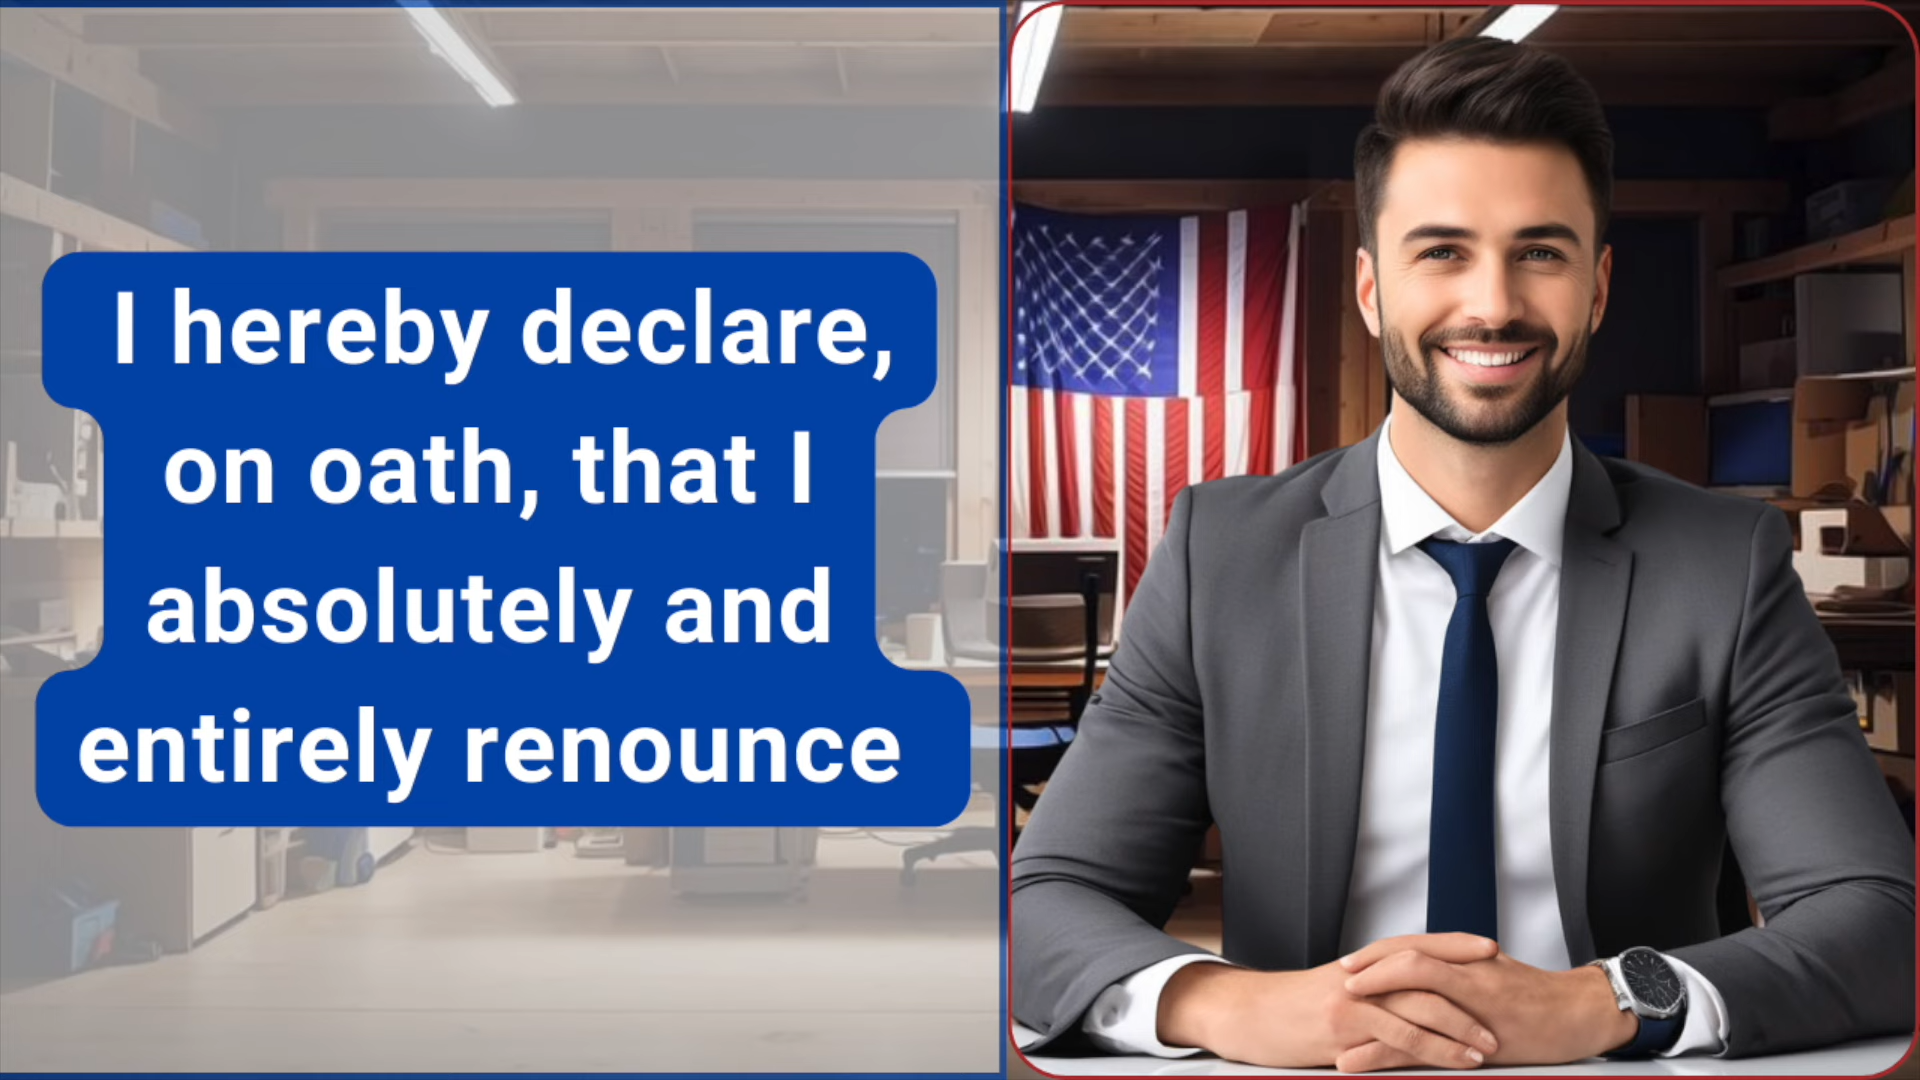 I hereby declare,
on oath, that I
absolutely and
entirely renounce